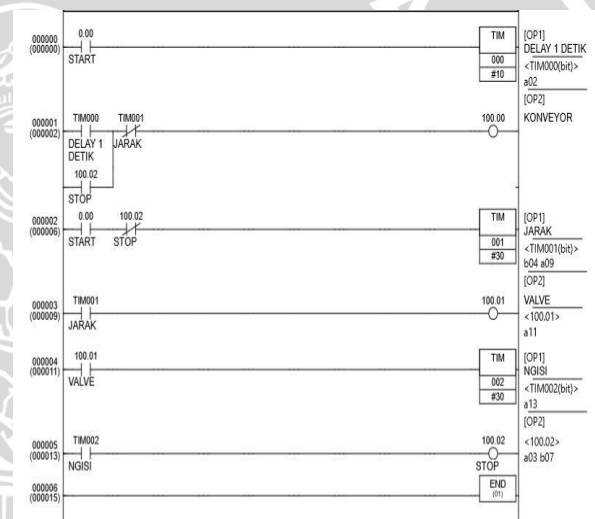 000000
(000000)
0.00
START
TIM
000
#10
[OP1]
DELAY 1 DETIK
<TIM000(bit)>
a02
[OP2]
000001
(000002)
TIM000
TIM001
DELAY 1
DETIK
JARAK
100.00
KONVEYOR
100.02
STOP
000002
(000006)
0.00
100.02
START
STOP
TIM
001
#30
[OP1]
JARAK
<TIM001(bit)>
b04 a09
[OP2]
000003
(000009)
TIM001
JARAK
100.01
VALVE
<100.01>
a11
000004
(000011)
100.01
VALVE
TIM
002
#30
[OP1]
NGISI
<TIM002(bit)>
a13
[OP2]
000005
(000013)
TIM002
NGISI
100.02
STOP
<100.02>
a03 b07
000006
(000015)
END
(01)